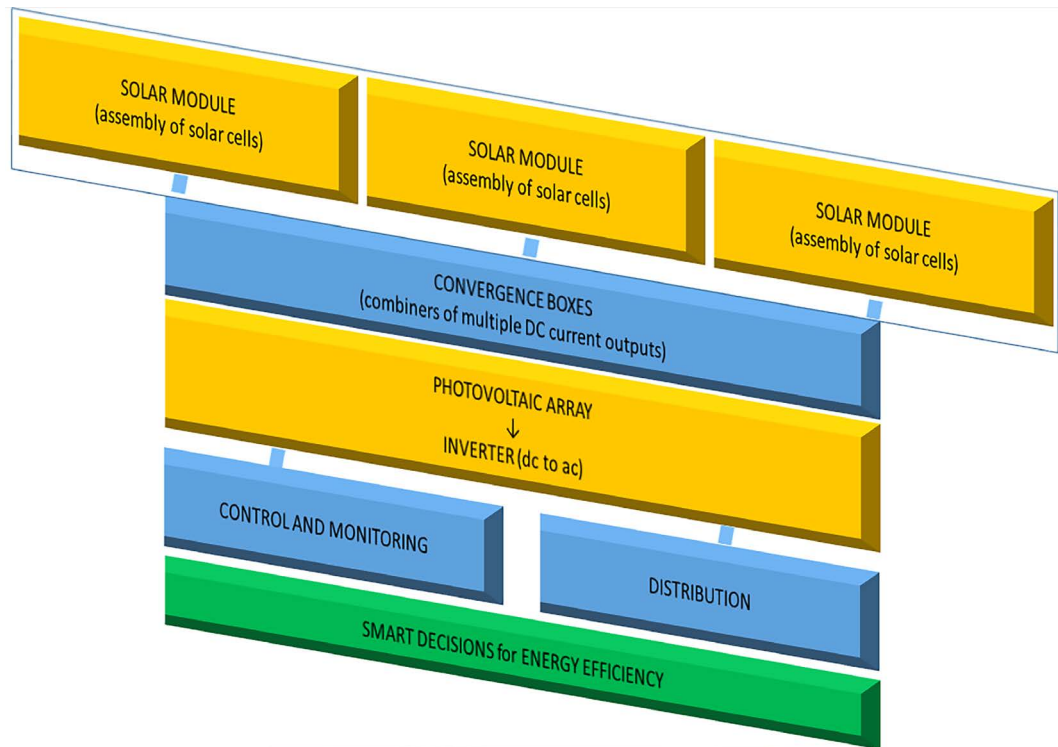 SOLAR MODULE
(assembly of solar cells)
SOLAR MODULE
(assembly of solar cells)
SOLAR MODULE
(assembly of solar cells)
CONVERGENCE BOXES
(combiners of multiple DC current outputs)
PHOTOVOLTAIC ARRAY
↓
INVERTER (dc to ac)
CONTROL AND MONITORING
DISTRIBUTION
SMART DECISIONS for ENERGY EFFICIENCY